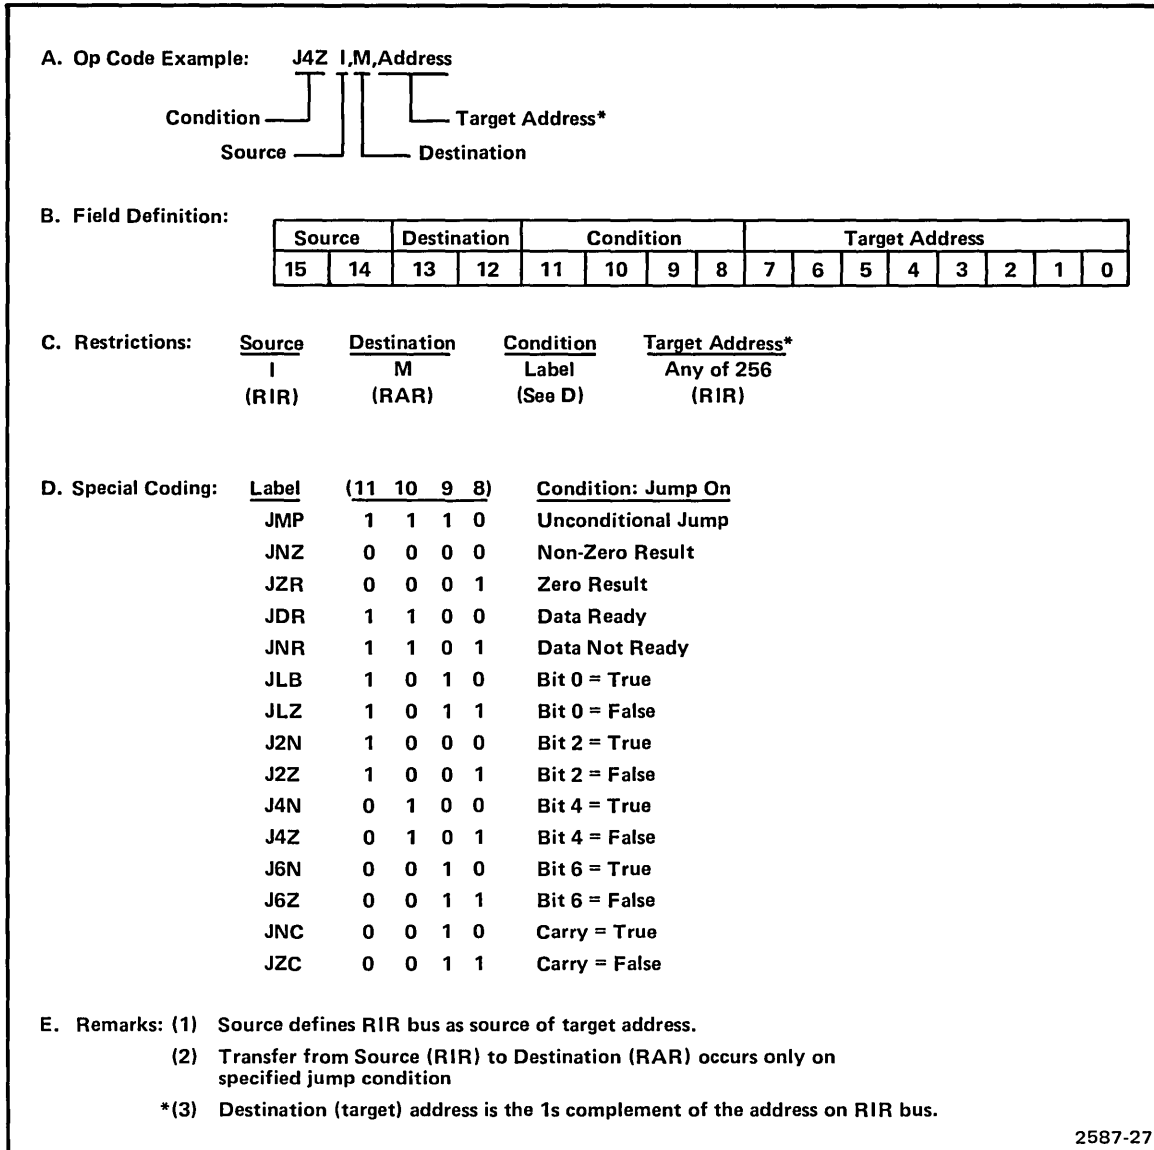 A. Op Code Example: J4Z I,M,Address
Condition Target Address*
Source Destination
B. Field Definition:
Source Destination Condition Target Address
15 14 13 12 11 10 9 8 7 6 5 4 3 2 1 0
C. Restrictions: Source Destination Condition Target Address*
I M Label Any of 256
(RIR) (RAR) (See D) (RIR)
D. Special Coding: Label (11 10 9 8) Condition: Jump On
JMP 1 1 1 0 Unconditional Jump
JNZ 0 0 0 0 Non-Zero Result
JZR 0 0 0 1 Zero Result
JDR 1 1 0 0 Data Ready
JNR 1 1 0 1 Data Not Ready
JLB 1 0 1 0 Bit 0 = True
JLZ 1 0 1 1 Bit 0 = False
J2N 1 0 0 0 Bit 2 = True
J2Z 1 0 0 1 Bit 2 = False
J4N 0 1 0 0 Bit 4 = True
J4Z 0 1 0 1 Bit 4 = False
J6N 0 0 1 0 Bit 6 = True
J6Z 0 0 1 1 Bit 6 = False
JNC 0 0 1 0 Carry = True
JZC 0 0 1 1 Carry = False
E. Remarks: (1) Source defines RIR bus as source of target address.
(2) Transfer from Source (RIR) to Destination (RAR) occurs only on
specified jump condition
*(3) Destination (target) address is the 1s complement of the address on RIR bus.
2587-27